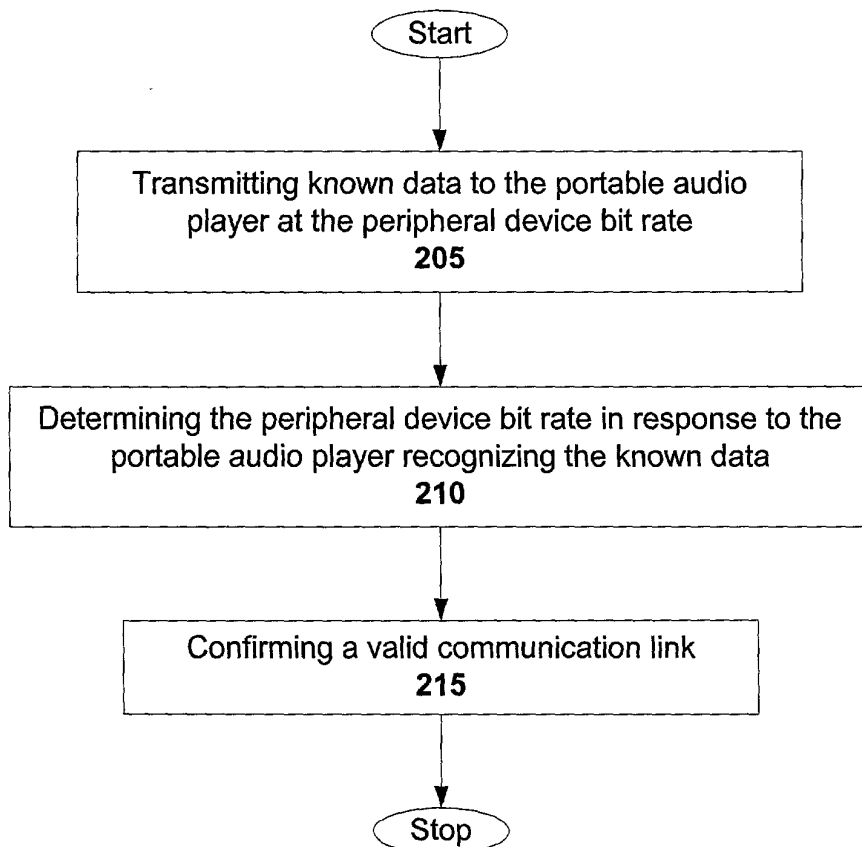 Start
Transmitting known data to the portable audio
player at the peripheral device bit rate
205
Determining the peripheral device bit rate in response to the
portable audio player recognizing the known data
210
Confirming a valid communication link
215
Stop